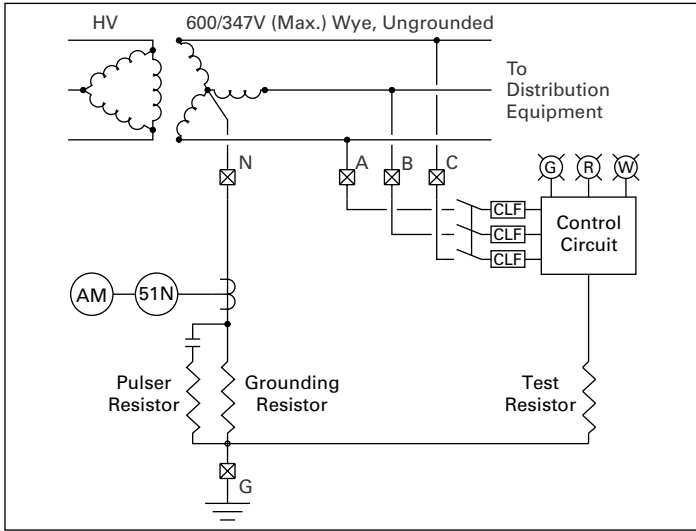 HV
600/347V (Max.) Wye, Ungrounded
To
Distribution
Equipment
N
A
B
C
G
R
W
CLF
CLF
CLF
Control
Circuit
AM
51N
Pulser
Resistor
Grounding
Resistor
Test
Resistor
G